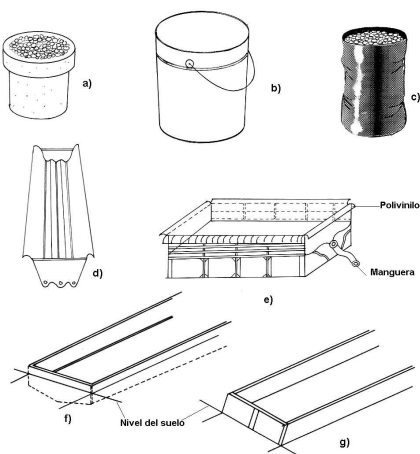 a)
b)
c)
d)
Polivinilo
Manguera
e)
f)
Nivel del suelo
g)